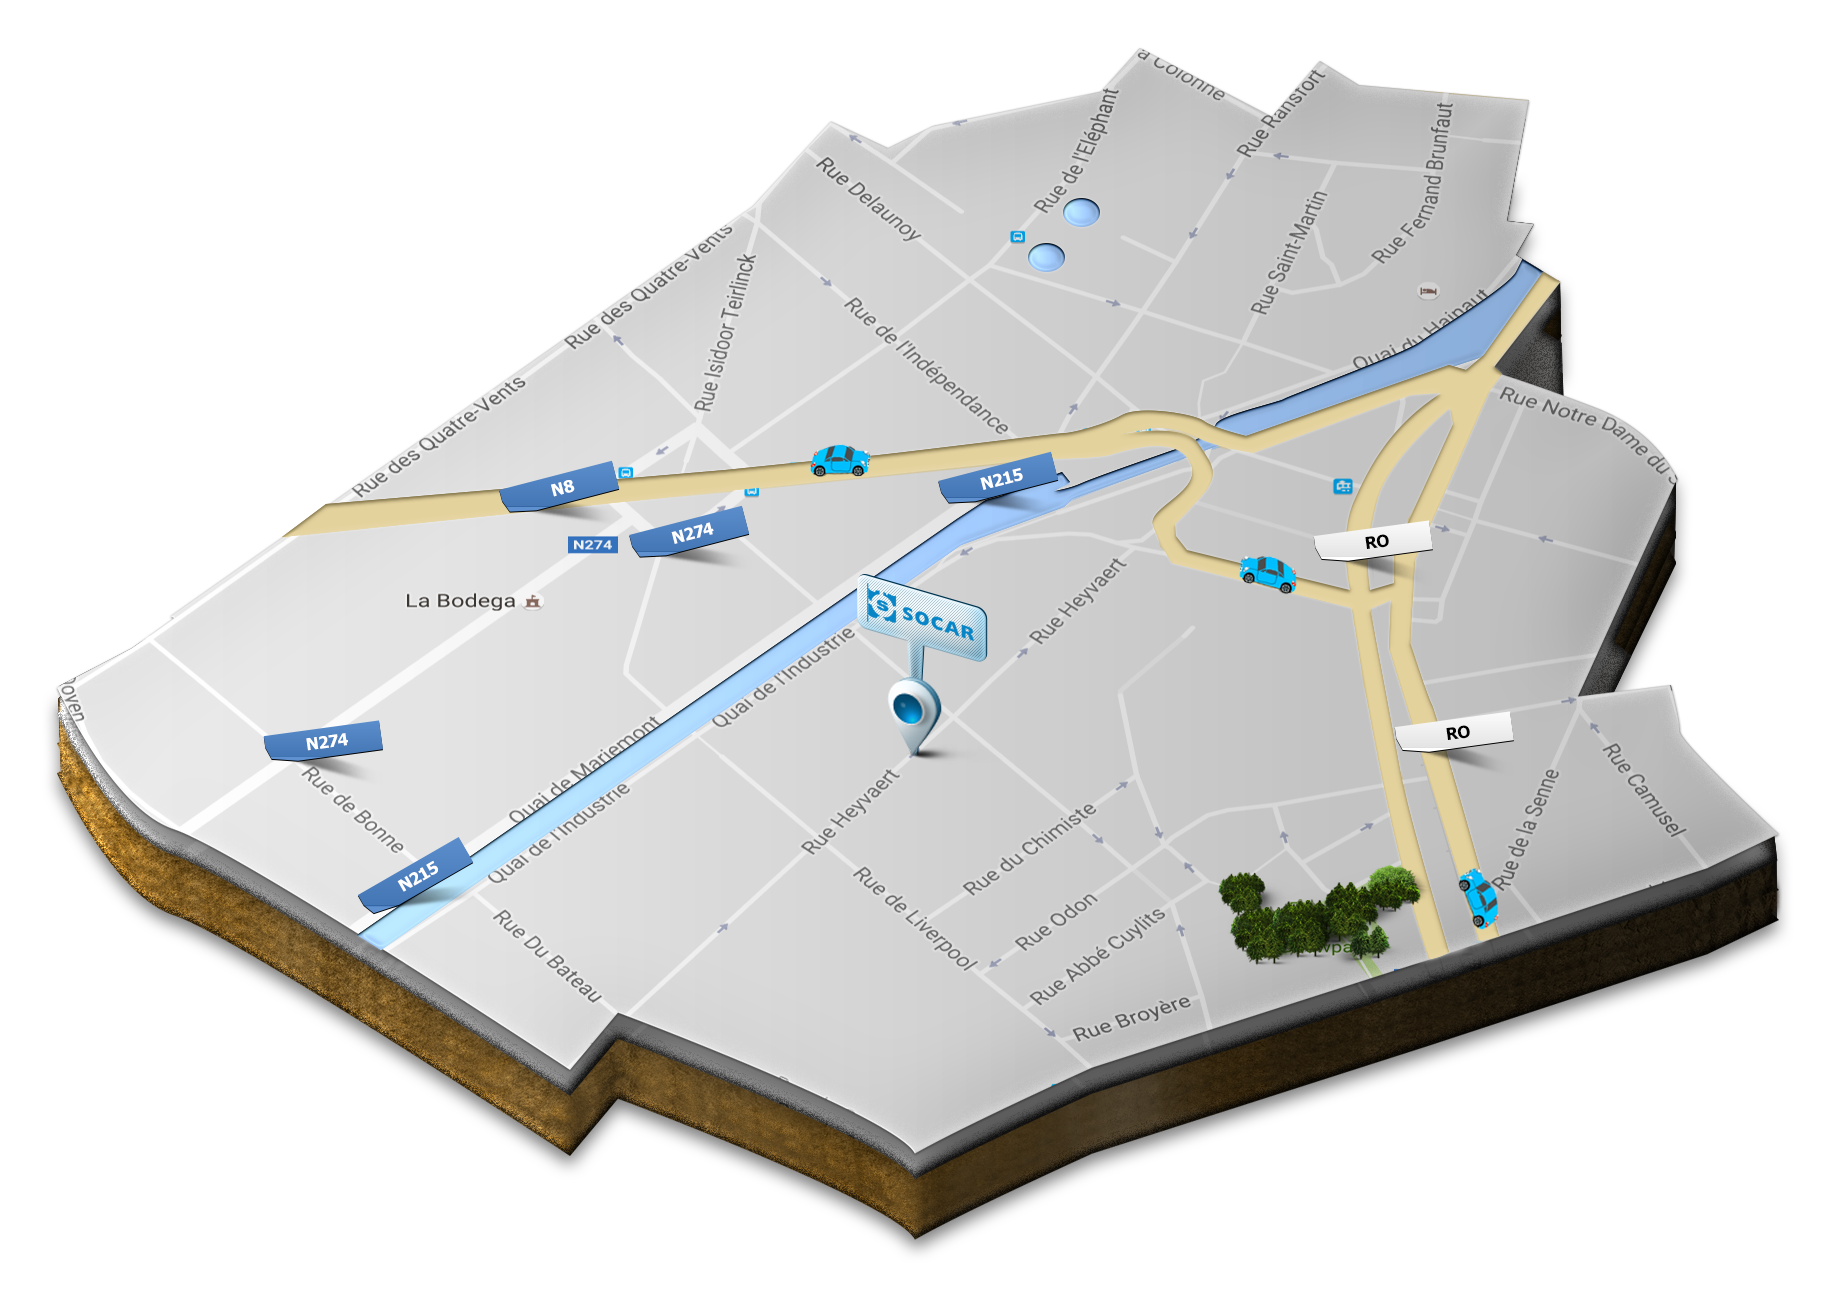 a Colonne
Rue Ransfort
Rue de l'Eléphant
Rue Fernand Brunfaut
Rue Delaunoy
Rue Saint-Martin
Rue des Quatre-Vents
Rue Isidoor Teirlinck
Rue de l'Indépendance
Quai du Hainaut
Rue des Quatre-Vents
Rue Notre Dame du S
N8
N215
N274
N274
RO
La Bodega
SOCAR
Rue Heyvaert
Quai de l'Industrie
oyen
N274
RO
Quai de Mariemont
Rue de Bonne
Rue Heyvaert
Rue Camusel
Rue de la Senne
Quai de l'Industrie
Rue du Chimiste
N215
Rue de Liverpool
Rue Odon
Rue Du Bateau
Rue Abbé Cuylits
Rue Broyère